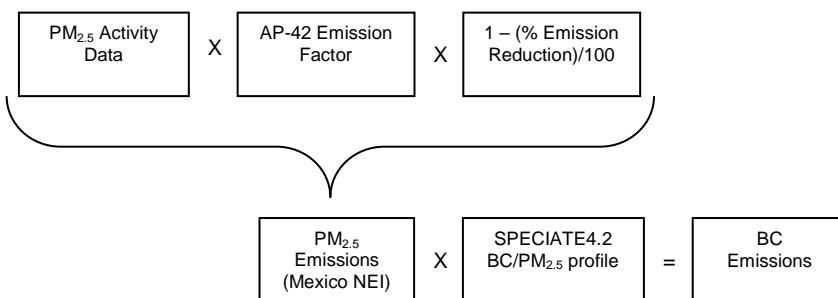 PM2.5 Activity
Data
X
AP-42 Emission
Factor
X
1 – (% Emission
Reduction)/100
PM2.5
Emissions
(Mexico NEI)
X
SPECIATE4.2
BC/PM2.5 profile
=
BC
Emissions